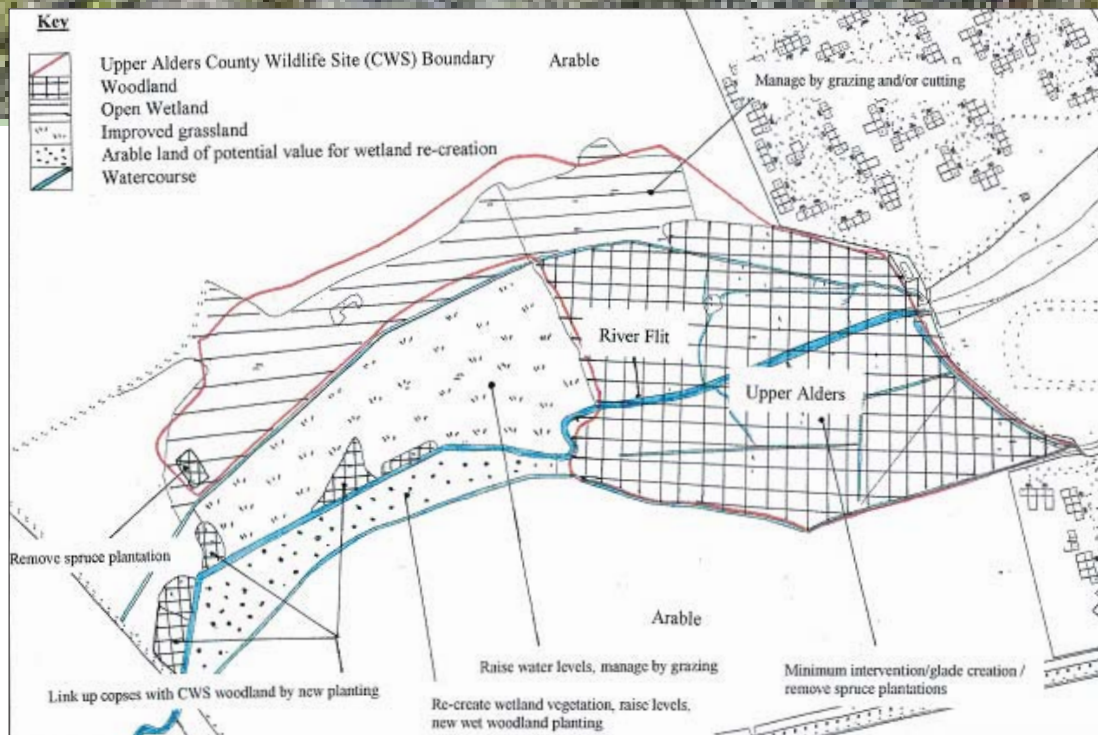 Key
Upper Alders County Wildlife Site (CWS) Boundary
Woodland
Open Wetland
Improved grassland
Arable land of potential value for wetland re-creation
Watercourse
Arable
Manage by grazing and/or cutting
River Flit
Upper Alders
Remove spruce plantation
Arable
Raise water levels, manage by grazing
Minimum intervention/glade creation /
remove spruce plantations
Link up copses with CWS woodland by new planting
Re-create wetland vegetation, raise levels,
new wet woodland planting